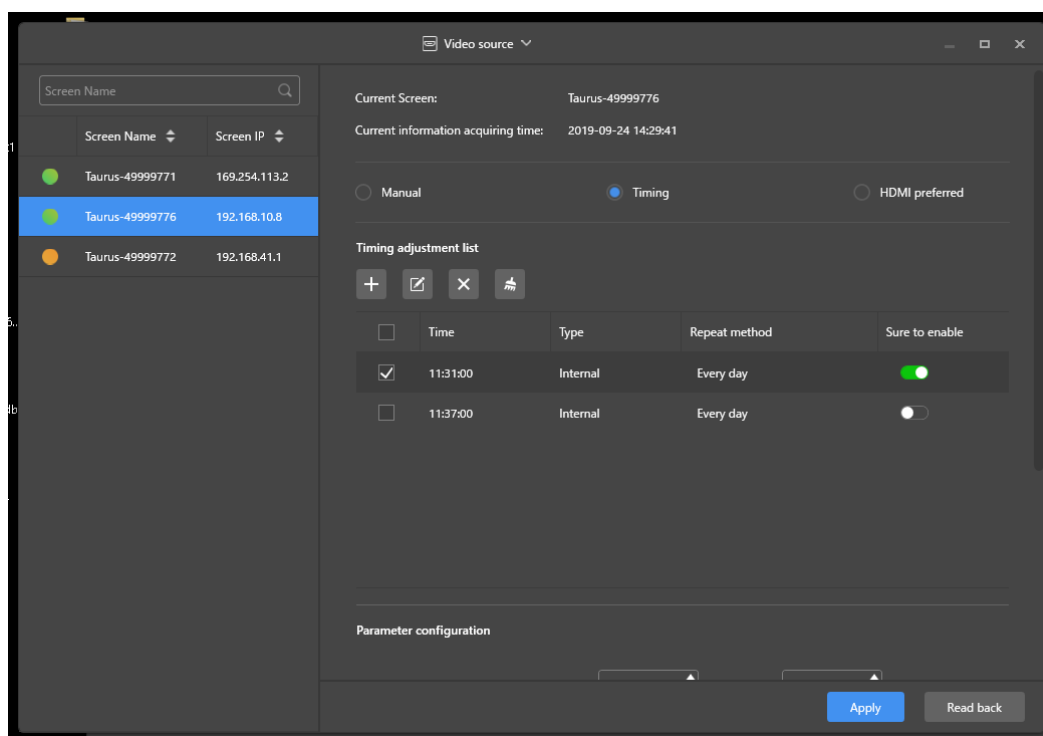 Video source
Screen Name
Screen Name Screen IP
Taurus-49999771 169.254.113.2
Taurus-49999776 192.168.10.8
Taurus-49999772 192.168.41.1
Current Screen: Taurus-49999776
Current information acquiring time: 2019-09-24 14:29:41
Manual Timing HDMI preferred
Timing adjustment list
Time Type Repeat method Sure to enable
11:31:00 Internal Every day
11:37:00 Internal Every day
Parameter configuration
Apply Read back